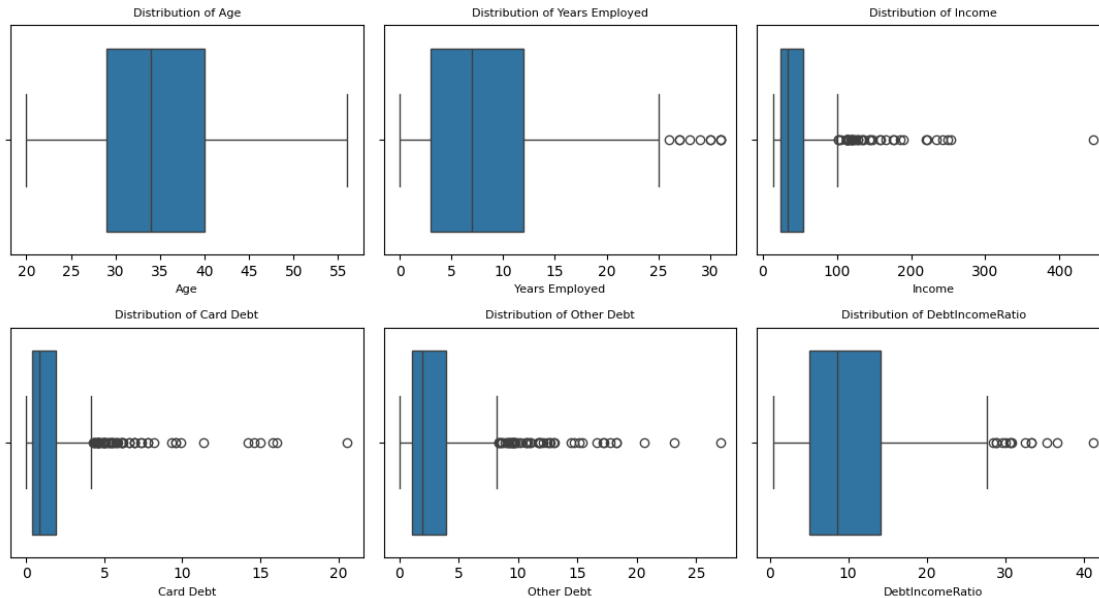 Distribution of Age
Distribution of Years Employed
Distribution of Income
20 25 30 35 40 45 50 55
0 5 10 15 20 25 30
0 100 200 300 400
Age
Years Employed
Income
Distribution of Card Debt
Distribution of Other Debt
Distribution of DebtIncomeRatio
0 5 10 15 20
0 5 10 15 20 25
0 10 20 30 40
Card Debt
Other Debt
DebtIncomeRatio